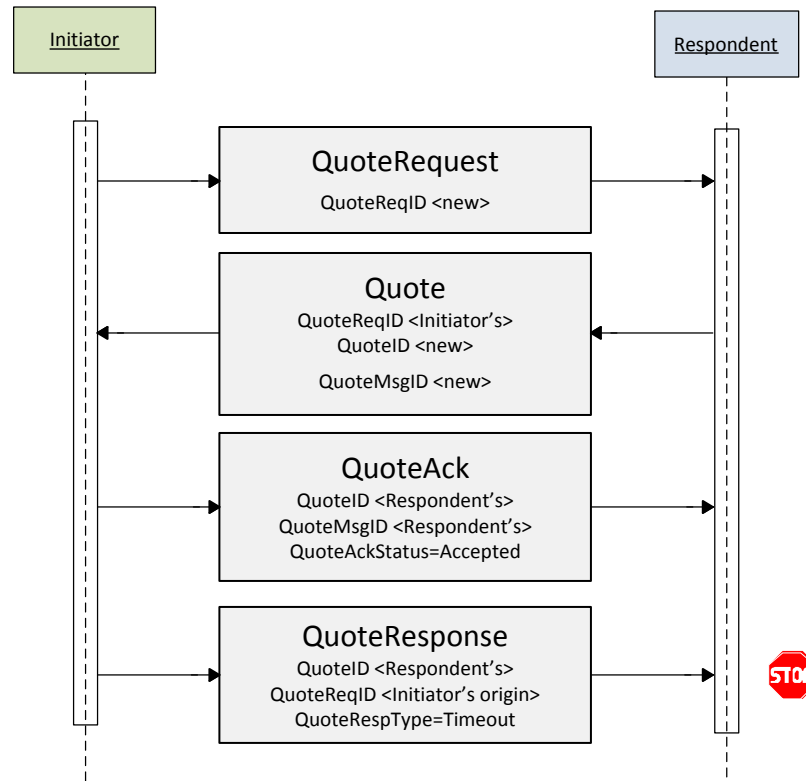 Initiator
Respondent
QuoteRequest
QuoteReqID <new>
Quote
QuoteReqID <Initiator’s>
QuoteID <new>
QuoteMsgID <new>
QuoteAck
QuoteID <Respondent’s>
QuoteMsgID <Respondent’s>
QuoteAckStatus=Accepted
QuoteResponse
QuoteID <Respondent’s>
QuoteReqID <Initiator’s origin>
QuoteRespType=Timeout
STOP